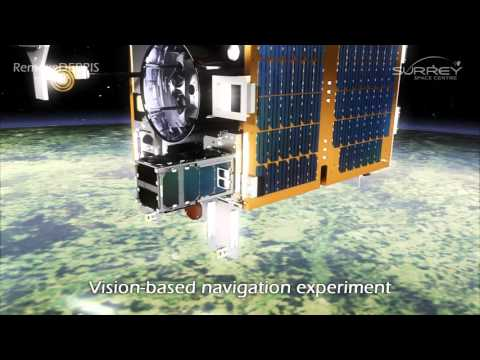 RemoveDEBRIS
SURREY
SPACE CENTRE
Vision-based navigation experiment